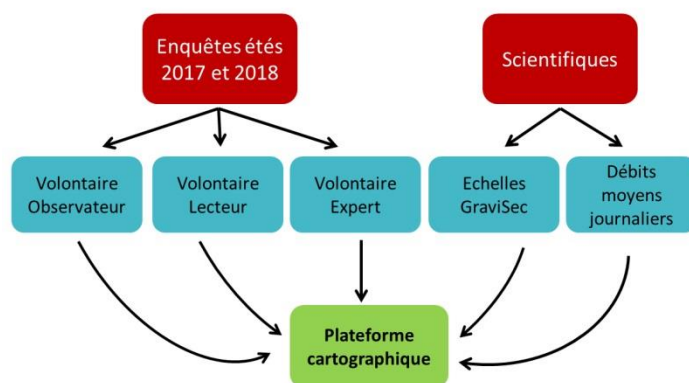 Enquêtes étés
2017 et 2018
Scientifiques
Volontaire
Observateur
Volontaire
Lecteur
Volontaire
Expert
Echelles
GraviSec
Débits
moyens
journaliers
Plateforme
cartographique